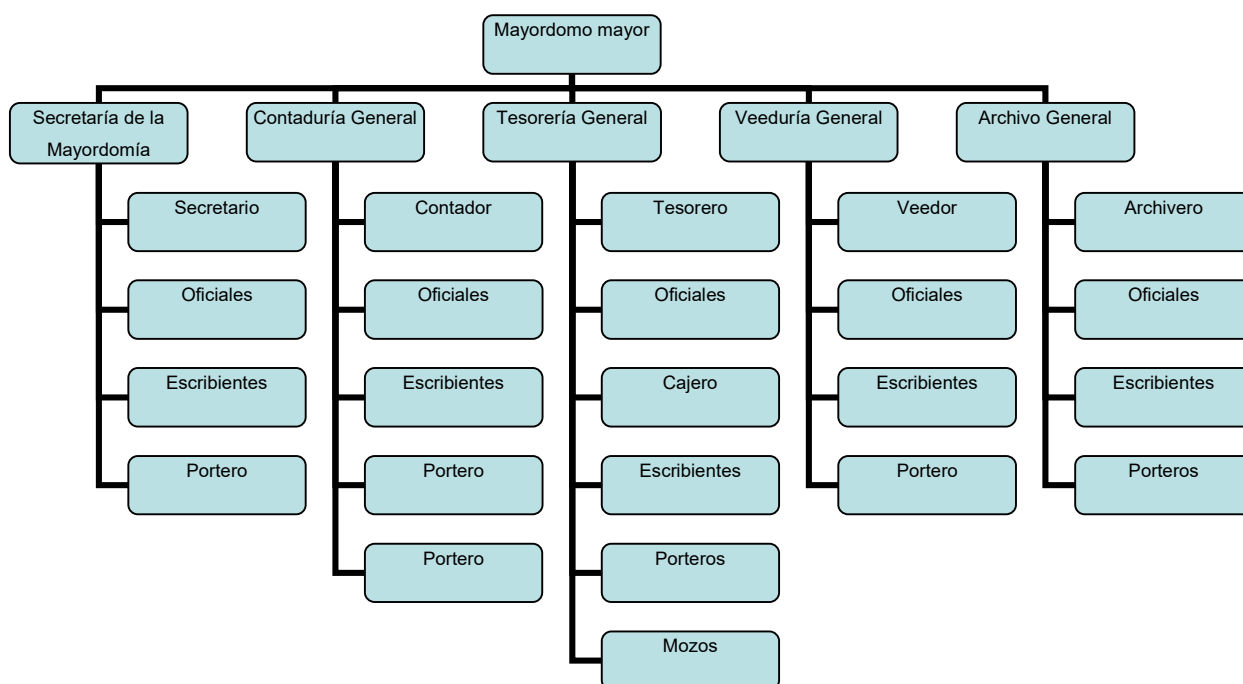 Mayordomo mayor
Secretaría de la
Mayordomía
Contaduría General
Tesorería General
Veeduría General
Archivo General
Secretario
Contador
Tesorero
Veedor
Archivero
Oficiales
Oficiales
Oficiales
Oficiales
Oficiales
Escribientes
Escribientes
Cajero
Escribientes
Escribientes
Portero
Portero
Escribientes
Portero
Porteros
Portero
Porteros
Mozos